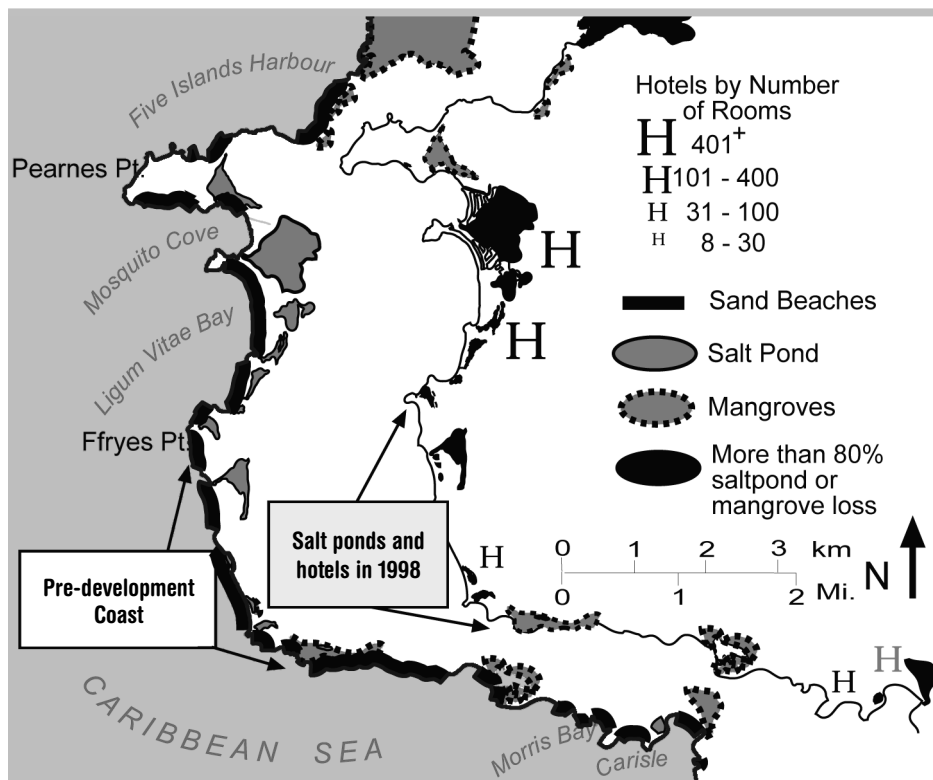 Five Islands Harbour
Pearnes Pt.
Mosquito Cove
Ligum Vitae Bay
Ffryes Pt.
Pre-development
Coast
Salt ponds and
hotels in 1998
CARIBBEAN SEA
Morris Bay
Carisle
H
H
H
H
H
Hotels by Number
of Rooms
H 401+
H 101 - 400
H 31 - 100
H 8 - 30
Sand Beaches
Salt Pond
Mangroves
More than 80%
saltpond or
mangrove loss
0 1 2 3 km
0 1 2 Mi.
N